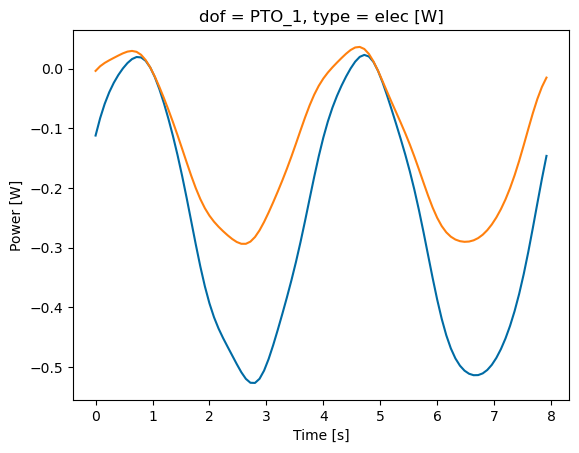 dof = PTO_1, type = elec [W]
0.0
−0.1
−0.2
−0.3
−0.4
−0.5
Power [W]
0 1 2 3 4 5 6 7 8
Time [s]